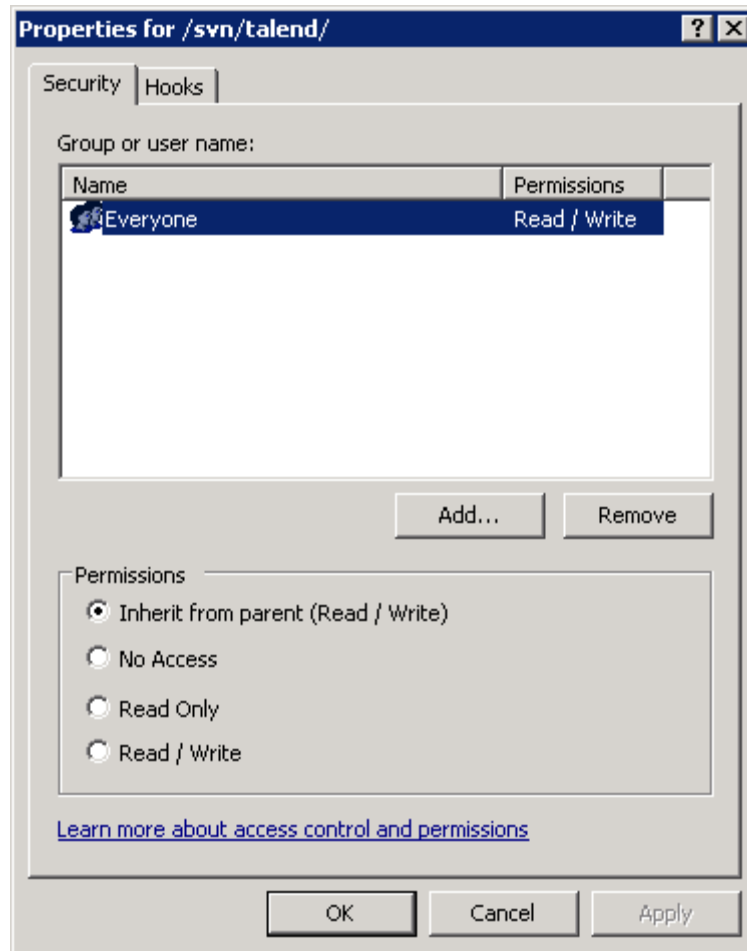 Properties for /svn/talend/
Security Hooks
Group or user name:
Name Permissions
Everyone Read / Write
Add... Remove
Permissions
Inherit from parent (Read / Write)
No Access
Read Only
Read / Write
Learn more about access control and permissions
OK Cancel Apply